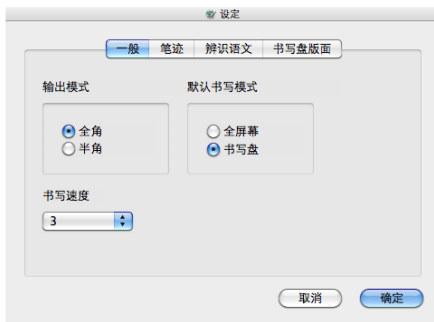 设定
一般 笔迹 辨识语文 书写盘版面
输出模式 默认书写模式
全角 全屏幕
半角 书写盘
书写速度
3
取消 确定